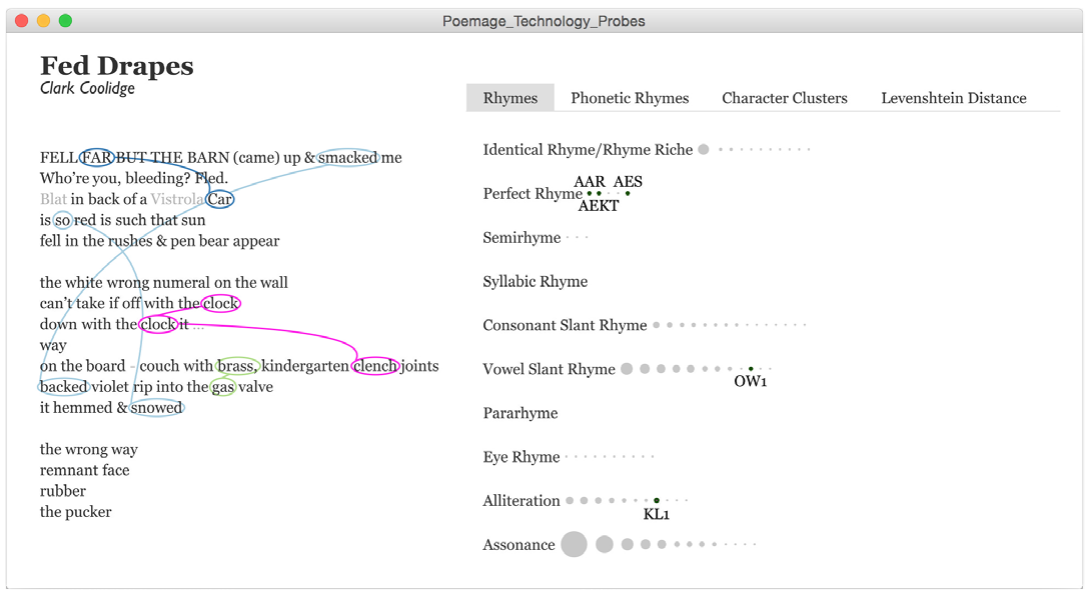 Poemage_Technology_Probes
Fed Drapes
Clark Coolidge
FELL FAR BUT THE BARN (came) up & smacked me
Who're you, bleeding? Fled.
Blat in back of a Vistrola Car
is so red is such that sun
fell in the rushes & pen bear appear
the white wrong numeral on the wall
can't take if off with the clock
down with the clock it ...
way
on the board - couch with brass, kindergarten clench joints
backed violet rip into the gas valve
it hemmed & snowed
the wrong way
remnant face
rubber
the pucker
Rhymes Phonetic Rhymes Character Clusters Levenshtein Distance
Identical Rhyme/Rhyme Riche
AAR AES
Perfect Rhyme
AEKT
Semirhyme
Syllabic Rhyme
Consonant Slant Rhyme
Vowel Slant Rhyme
OW1
Pararhyme
Eye Rhyme
Alliteration
KL1
Assonance